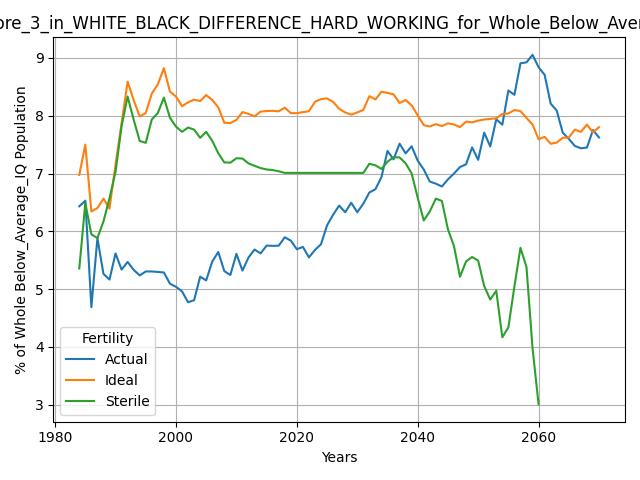 ore_3_in_WHITE_BLACK_DIFFERENCE_HARD_WORKING_for_Whole_Below_Aver
% of Whole Below_Average_IQ Population
9
8
7
6
5
4
3
Fertility
Actual
Ideal
Sterile
1980 2000 2020 2040 2060
Years